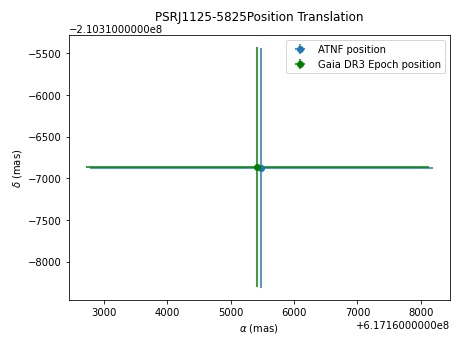 PSRJ1125-5825Position Translation
−2.1031000000e8
ATNF position
Gaia DR3 Epoch position
−5500
−6000
−6500
−7000
−7500
−8000
δ (mas)
3000 4000 5000 6000 7000 8000
+6.1716000000e8
α (mas)